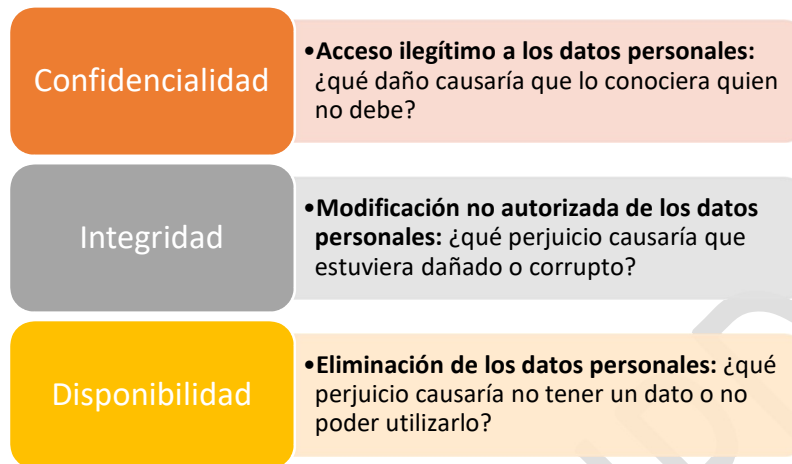 Confidencialidad
•Acceso ilegítimo a los datos personales:
¿qué daño causaría que lo conociera quien
no debe?
Integridad
•Modificación no autorizada de los datos
personales: ¿qué perjuicio causaría que
estuviera dañado o corrupto?
Disponibilidad
•Eliminación de los datos personales: ¿qué
perjuicio causaría no tener un dato o no
poder utilizarlo?